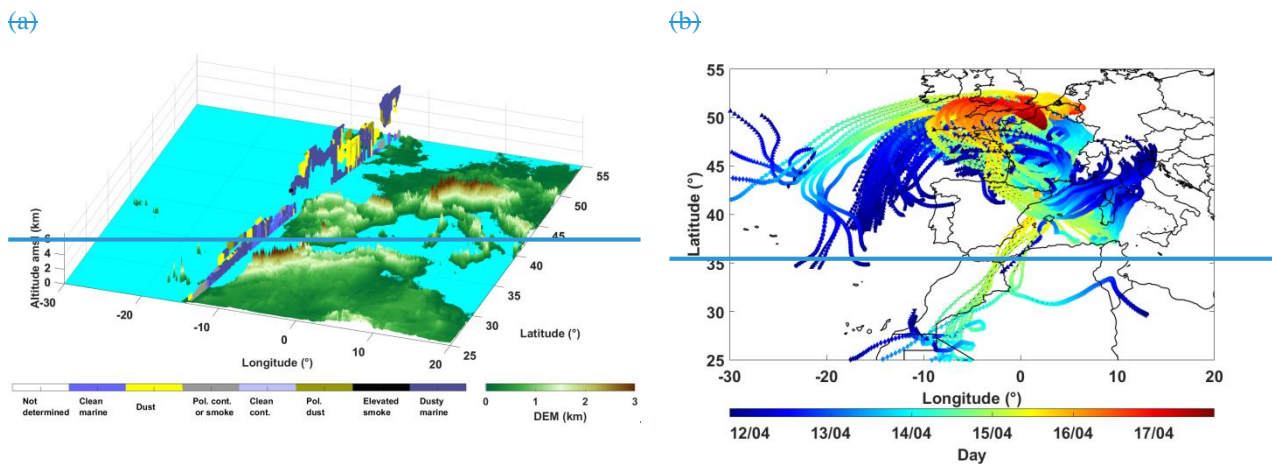 (a)
(b)
Altitude amsl (km)
6
4
2
0
-30
-20
-10
0
10
20
Longitude (°)
25
30
35
40
45
50
55
Latitude (°)
Not determined
Clean marine
Dust
Pol. cont. or smoke
Clean cont.
Pol. dust
Elevated smoke
Dusty marine
0 1 2 3
DEM (km)
55
50
45
40
35
30
25
Latitude (°)
-30 -20 -10 0 10 20
Longitude (°)
12/04 13/04 14/04 15/04 16/04 17/04
Day